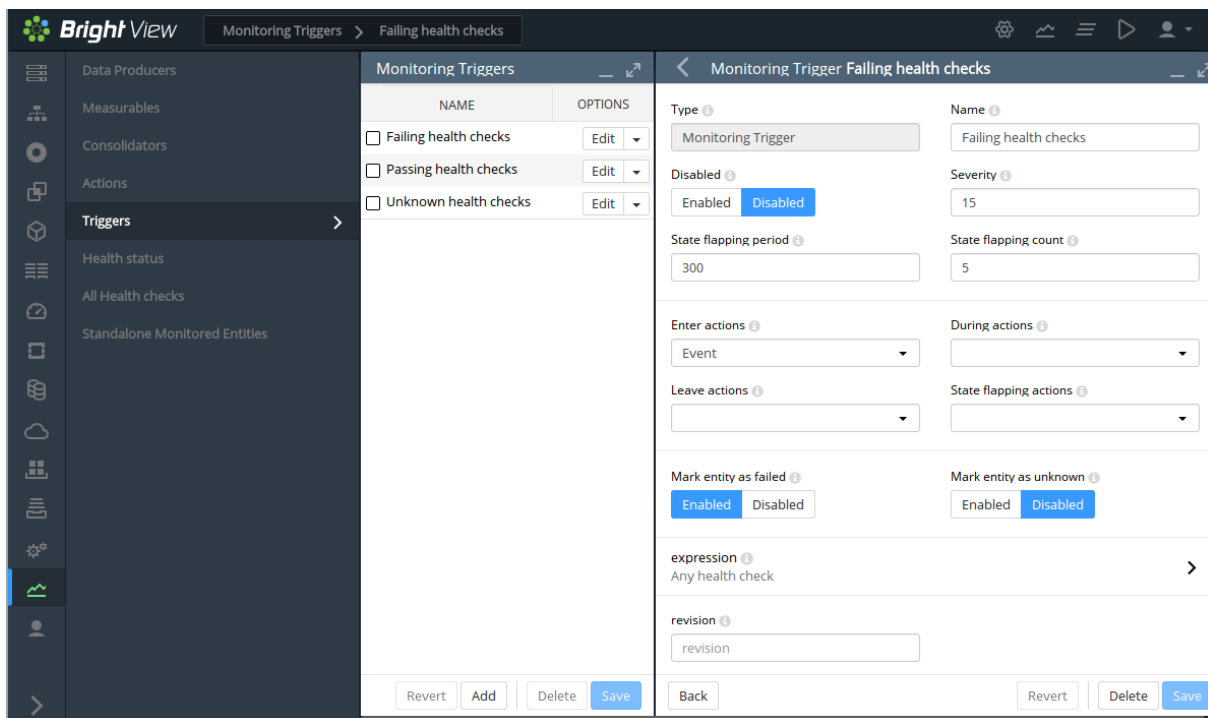 Bright View
Monitoring Triggers > Failing health checks
Data Producers
Measurables
Consolidators
Actions
Triggers
Health status
All Health checks
Standalone Monitored Entities
Monitoring Triggers
NAME OPTIONS
Failing health checks Edit
Passing health checks Edit
Unknown health checks Edit
Revert Add Delete Save
Monitoring Trigger Failing health checks
Type Name
Monitoring Trigger Failing health checks
Disabled Severity
Enabled Disabled 15
State flapping period State flapping count
300 5
Enter actions During actions
Event
Leave actions State flapping actions
Mark entity as failed Mark entity as unknown
Enabled Disabled Enabled Disabled
expression
Any health check
revision
revision
Back Revert Delete Save